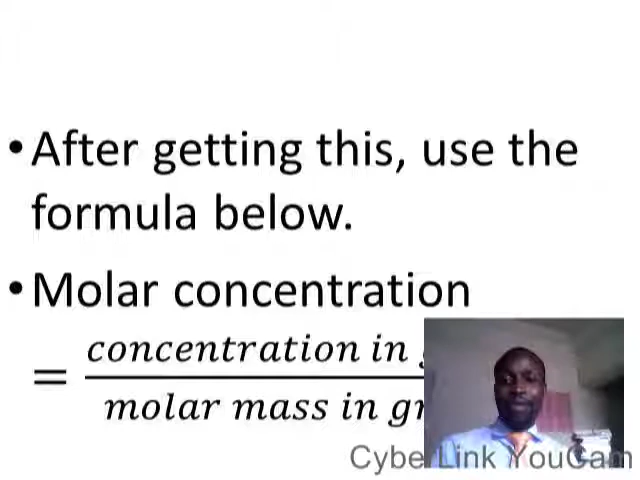 • After getting this, use the
formula below.
• Molar concentration
concentration in
= 
molar mass in
CyberLink YouCam